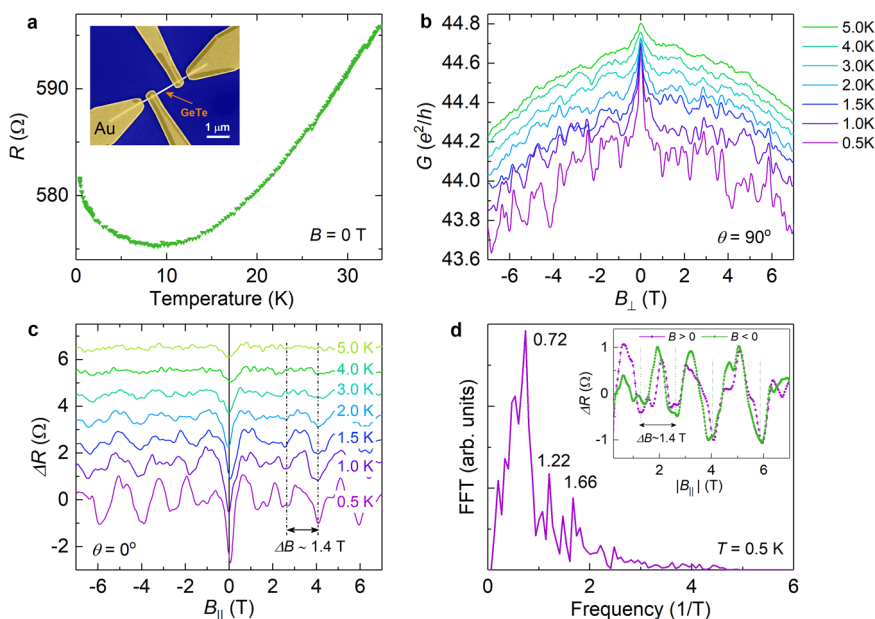 a
R (Ω)
590
580
0
10
20
30
Temperature (K)
B = 0 T
Au
GeTe
1 μm
b
G (e²/h)
44.8
44.6
44.4
44.2
44.0
43.8
43.6
-6 -4 -2 0 2 4 6
B⊥ (T)
θ = 90°
5.0K
4.0K
3.0K
2.0K
1.5K
1.0K
0.5K
c
ΔR (Ω)
6
4
2
0
-2
-6 -4 -2 0 2 4 6
B|| (T)
θ = 0°
5.0 K
4.0 K
3.0 K
2.0 K
1.5 K
1.0 K
0.5 K
ΔB ~ 1.4 T
d
FFT (arb. units)
0 2 4 6
Frequency (1/T)
0.72
1.22
1.66
T = 0.5 K
B > 0 B < 0
ΔR (Ω)
1
0
-1
2 4 6
|B||| (T)
ΔB~1.4 T